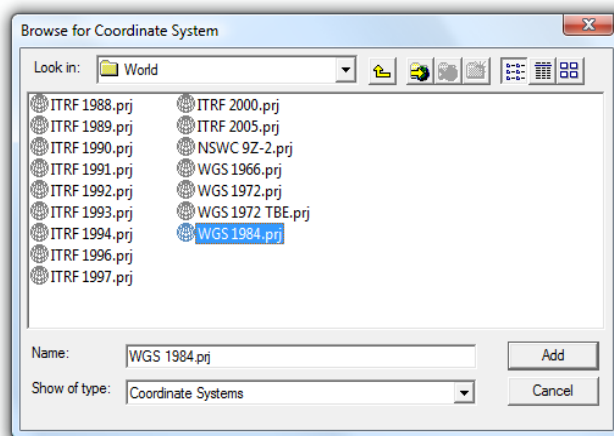 Browse for Coordinate System
Look in: World
ITRF 1988.prj
ITRF 1989.prj
ITRF 1990.prj
ITRF 1991.prj
ITRF 1992.prj
ITRF 1993.prj
ITRF 1994.prj
ITRF 1996.prj
ITRF 1997.prj
ITRF 2000.prj
ITRF 2005.prj
NSWC 9Z-2.prj
WGS 1966.prj
WGS 1972.prj
WGS 1972 TBE.prj
WGS 1984.prj
Name: WGS 1984.prj
Add
Show of type: Coordinate Systems
Cancel